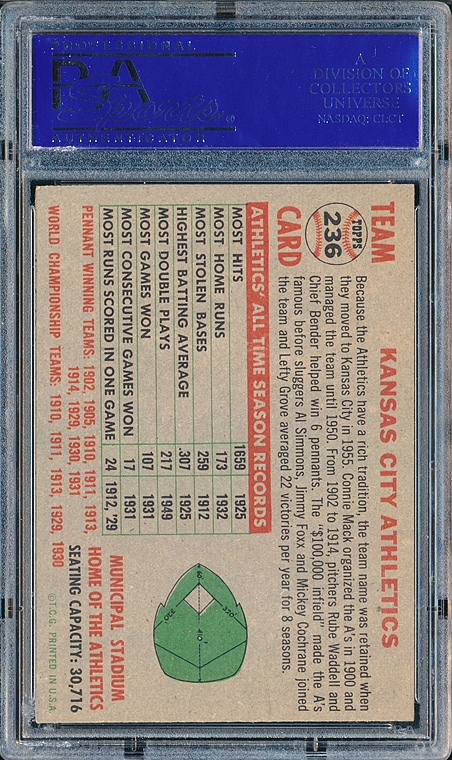 PROFESSIONAL
PSA
Sports
AUTHENTICATOR
A
DIVISION OF
COLLECTORS
UNIVERSE
NASDAQ: CLCT
TEAM
TOPPS
236
CARD
KANSAS CITY ATHLETICS
Because the Athletics have a rich tradition, the team name was retained when
they moved to Kansas City in 1955. Connie Mack organized the A's in 1900 and
managed the team until 1950. From 1902 to 1914, pitchers Rube Waddell and
Chief Bender helped win 6 pennants. The "$100,000 infield" made the A's
famous before sluggers Al Simmons, Jimmy Foxx and Mickey Cochrane joined
the team and Lefty Grove averaged 22 victories per year for 8 seasons.
ATHLETICS' ALL TIME SEASON RECORDS
MOST HITS 1659 1925
MOST HOME RUNS 173 1932
MOST STOLEN BASES 259 1912
HIGHEST BATTING AVERAGE .307 1925
MOST DOUBLE PLAYS 217 1949
MOST GAMES WON 107 1931
MOST CONSECUTIVE GAMES WON 17 1931
MOST RUNS SCORED IN ONE GAME 24 1912, '29
PENNANT WINNING TEAMS: 1902, 1905, 1910, 1911, 1913,
1914, 1929, 1930 1931
WORLD CHAMPIONSHIP TEAMS: 1910, 1911, 1913, 1929, 1930
330
320
MUNICIPAL STADIUM
HOME OF THE ATHLETICS
SEATING CAPACITY: 30,716
©T.C.G. PRINTED IN U.S.A.